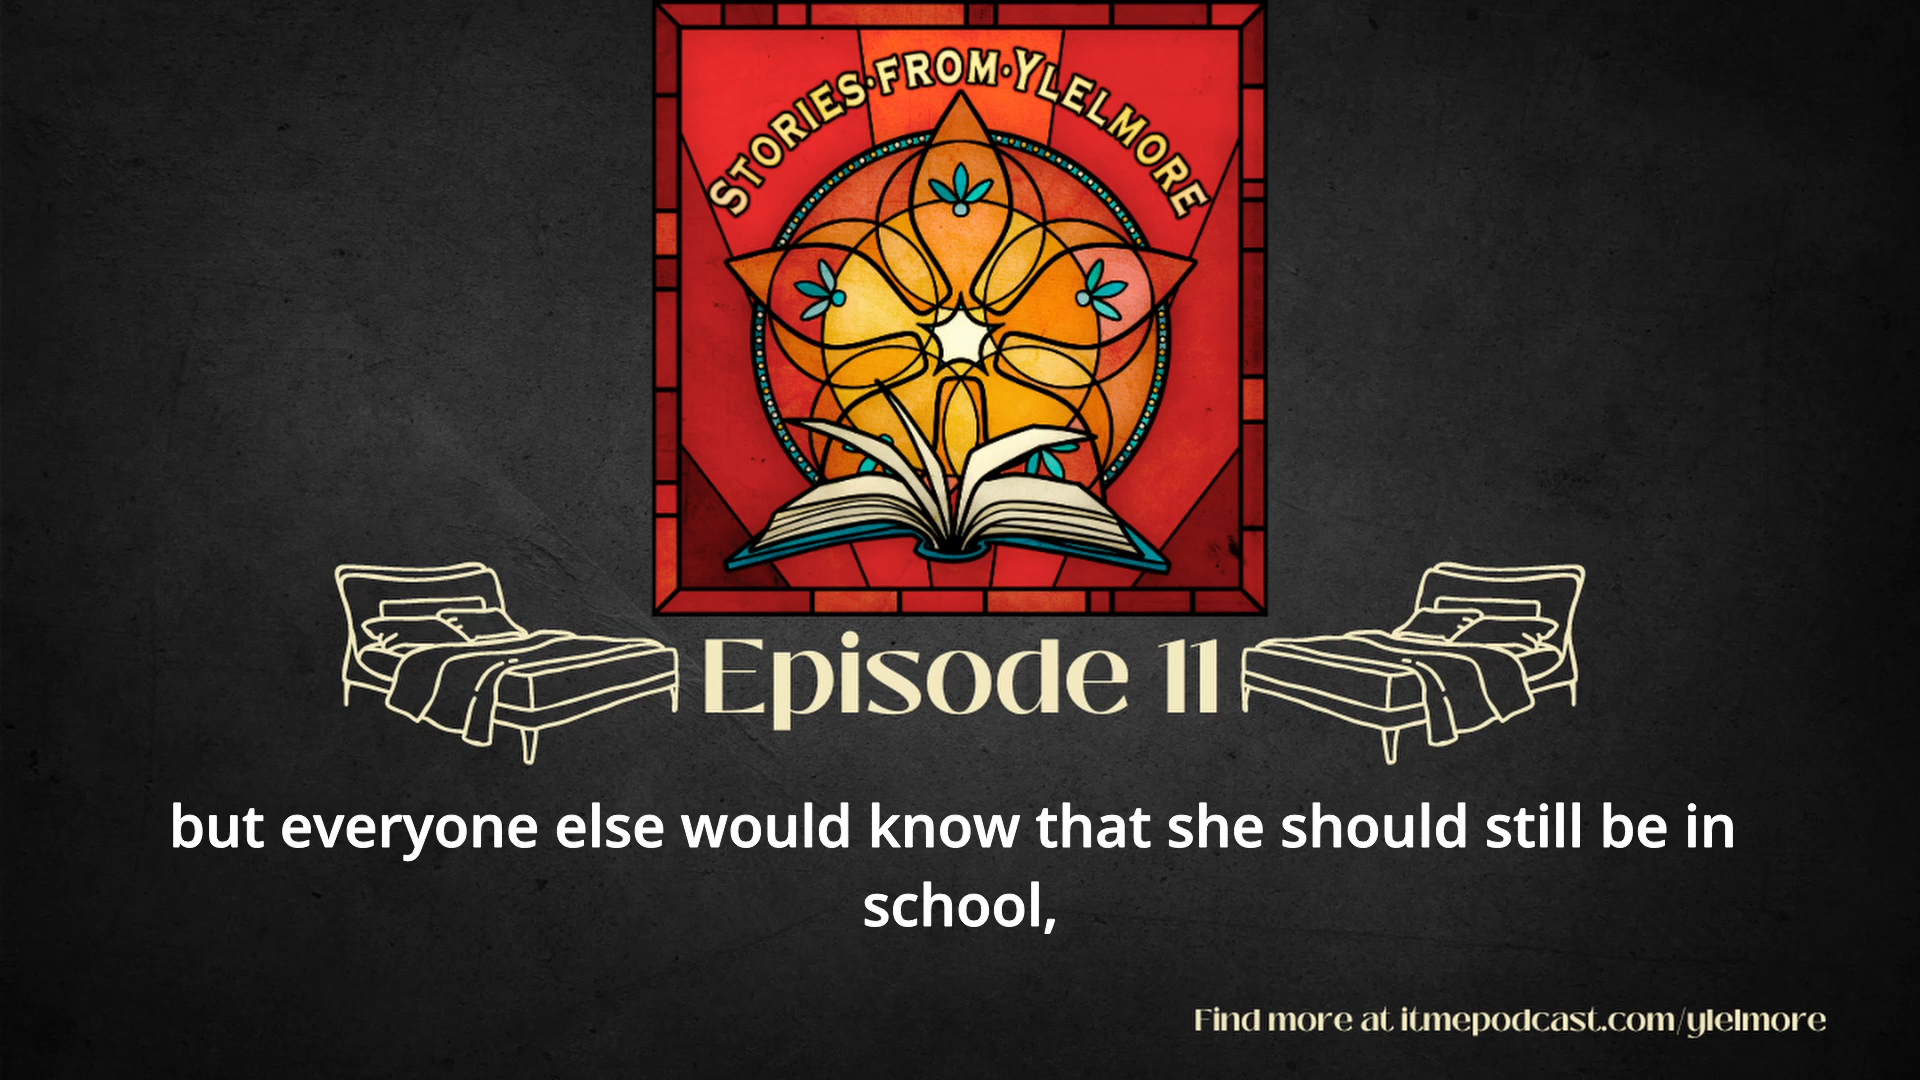 STORIES·FROM·YLELMORE
Episode 11
but everyone else would know that she should still be in
school,
Find more at itmepodcast.com/ylelmore